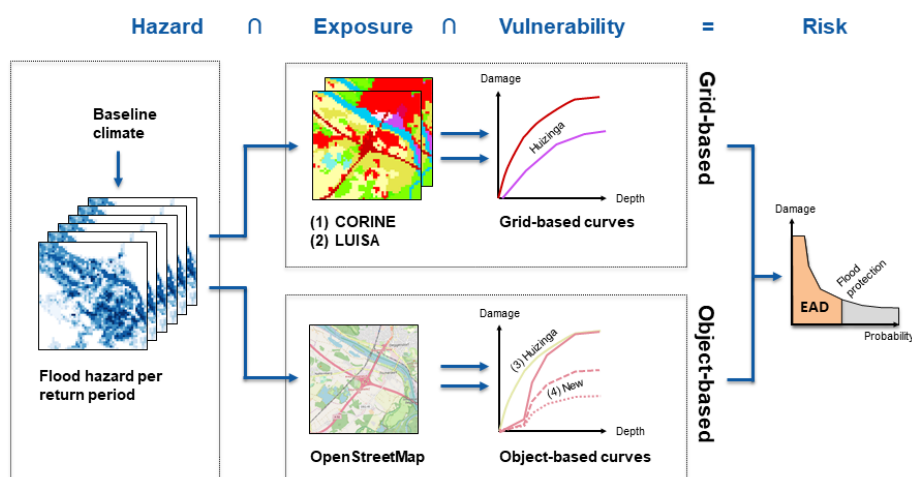 Hazard ∩ Exposure ∩ Vulnerability = Risk
Baseline
climate
Flood hazard per
return period
(1) CORINE
(2) LUISA
Damage
Huizinga
Depth
Grid-based curves
Grid-based
OpenStreetMap
Damage
(3) Huizinga
(4) New
Depth
Object-based curves
Object-based
Damage
Flood
protection
EAD
Probability